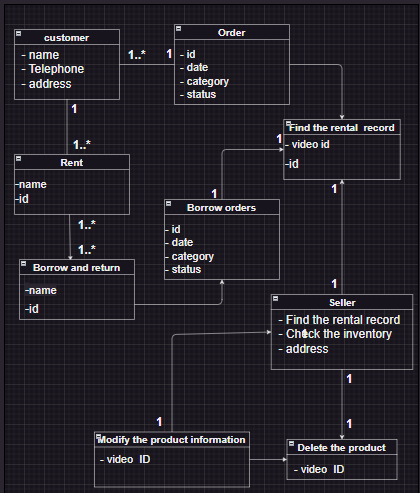 customer
- name
- Telephone
- address
1..*
1
Order
- id
- date
- category
- status
1
1..*
Find the rental record
- video id
-id
1
1
Rent
-name
-id
1..*
1..*
Borrow orders
- id
- date
- category
- status
1
Borrow and return
-name
-id
Seller
- Find the rental record
- Check the inventory
- address
1
1
1
1
1
Modify the product information
- video ID
Delete the product
- video ID